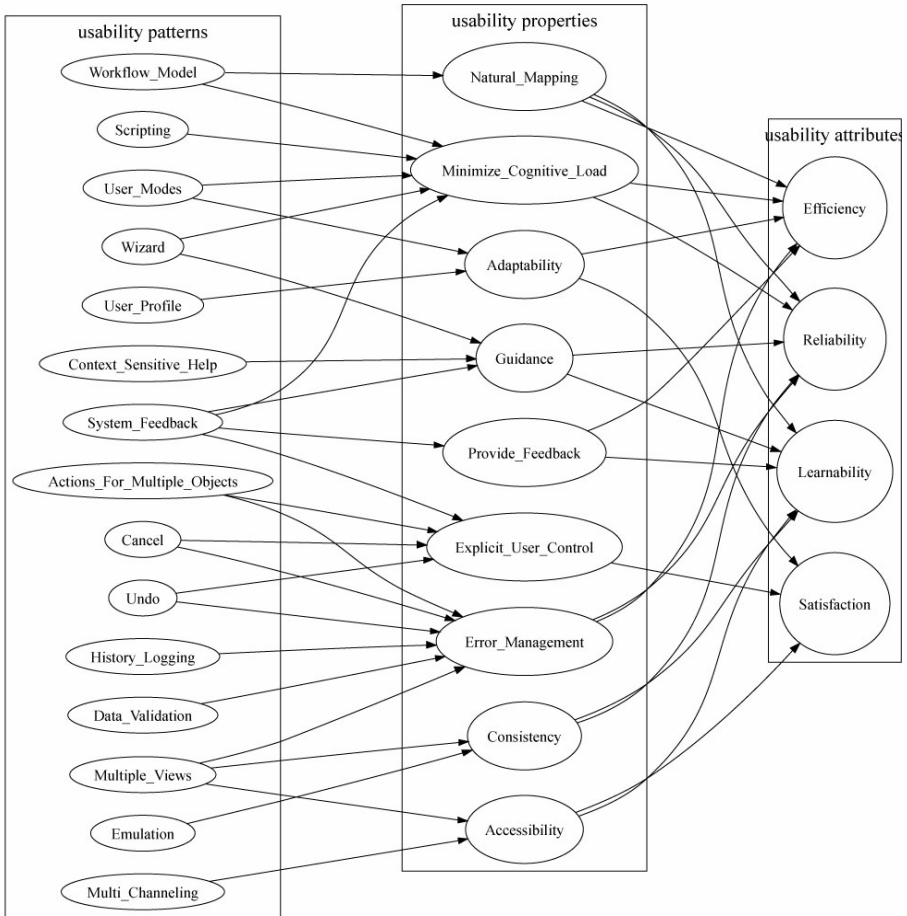 usability patterns
Workflow_Model
Scripting
User_Modes
Wizard
User_Profile
Context_Sensitive_Help
System_Feedback
Actions_For_Multiple_Objects
Cancel
Undo
History_Logging
Data_Validation
Multiple_Views
Emulation
Multi_Channeling
usability properties
Natural_Mapping
Minimize_Cognitive_Load
Adaptability
Guidance
Provide_Feedback
Explicit_User_Control
Error_Management
Consistency
Accessibility
usability attributes
Efficiency
Reliability
Learnability
Satisfaction